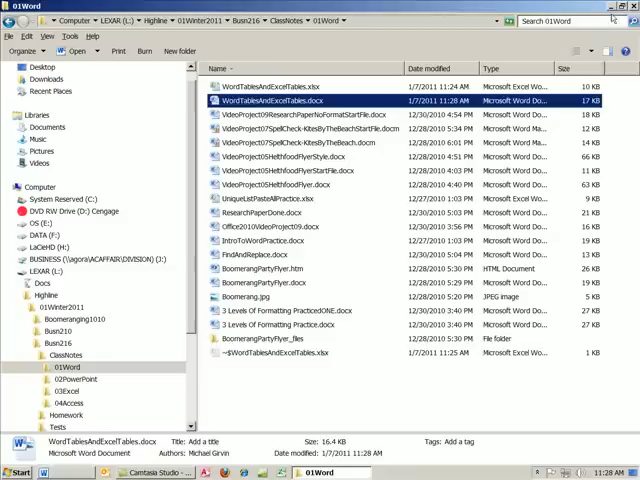 01Word
Computer ▸ LEXAR (L:) ▸ Highline ▸ 01Winter2011 ▸ Busn216 ▸ ClassNotes ▸ 01Word ▸
Search 01Word
File Edit View Tools Help
Organize Open Print Burn New folder
Name Date modified Type Size
Desktop
Downloads
Recent Places
Libraries
Documents
Music
Pictures
Videos
Computer
System Reserved (C:)
DVD RW Drive (D:) Cengage
OS (E:)
DATA (F:)
LaCieHD (H:)
BUSINESS (\\agora\ACAFFAIR\DIVISION) (J:)
LEXAR (L:)
Docs
Highline
01Winter2011
Boomeranging1010
Busn210
Busn216
ClassNotes
01Word
02PowerPoint
03Excel
04Access
Homework
Tests
WordTablesAndExcelTables.xlsx 1/7/2011 11:24 AM Microsoft Excel Wo... 10 KB
WordTablesAndExcelTables.docx 1/7/2011 11:28 AM Microsoft Word Do... 17 KB
VideoProject09ResearchPaperNoFormatStartFile.docx 12/30/2010 4:54 PM Microsoft Word Do... 18 KB
VideoProject07SpellCheck-KitesByTheBeachStartFile.docm 12/28/2010 5:34 PM Microsoft Word Ma... 12 KB
VideoProject07SpellCheck-KitesByTheBeach.docm 12/28/2010 6:01 PM Microsoft Word Ma... 14 KB
VideoProject05HelthfoodFlyerStyle.docx 12/28/2010 4:51 PM Microsoft Word Do... 66 KB
VideoProject05HelthfoodFlyerStartFile.docx 12/28/2010 4:03 PM Microsoft Word Do... 11 KB
VideoProject05HelthfoodFlyer.docx 12/28/2010 4:40 PM Microsoft Word Do... 63 KB
UniqueListPasteAllPractice.xlsx 12/27/2010 1:03 PM Microsoft Excel Wo... 9 KB
ResearchPaperDone.docx 12/30/2010 5:03 PM Microsoft Word Do... 21 KB
Office2010VideoProject09.docx 12/30/2010 3:56 PM Microsoft Word Do... 16 KB
IntroToWordPractice.docx 12/27/2010 1:03 PM Microsoft Word Do... 19 KB
FindAndReplace.docx 12/30/2010 2:59 PM Microsoft Word Do... 13 KB
BoomerangPartyFlyer.htm 12/28/2010 5:30 PM HTML Document 26 KB
BoomerangPartyFlyer.docx 12/28/2010 5:29 PM Microsoft Word Do... 19 KB
Boomerang.jpg 12/28/2010 5:20 PM JPEG image 5 KB
3 Levels Of Formatting PracticedONE.docx 12/30/2010 3:40 PM Microsoft Word Do... 27 KB
3 Levels Of Formatting Practice.docx 12/30/2010 3:40 PM Microsoft Word Do... 27 KB
BoomerangPartyFlyer_files 12/28/2010 5:30 PM File folder
~$WordTablesAndExcelTables.xlsx 1/7/2011 11:25 AM Microsoft Excel Wo... 1 KB
WordTablesAndExcelTables.docx Title: Add a title Size: 16.4 KB Tags: Add a tag
Microsoft Word Document Authors: Michael Girvin Date modified: 1/7/2011 11:28 AM
Start Camtasia Studio - ... 01Word 11:28 AM